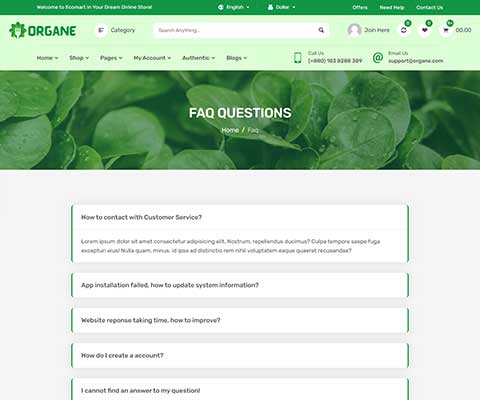 Welcome to Ecomart in Your Dream Online Store!
English
Dollar
Offers
Need Help
Contact Us
ORGANE
Category
Search Anything...
Join Here
0
0
9+
00.00
Home
Shop
Pages
My Account
Authentic
Blogs
Call Us
(+880) 183 8288 389
Email Us
support@organe.com
FAQ QUESTIONS
Home / Faq
How to contact with Customer Service?
Lorem ipsum dolor sit amet consectetur adipisicing elit. Nostrum, repellendus ducimus? Culpa tempore saepe fuga
excepturi eius! Nulla quam, minus, id ipsa ad distinctio rem nihil voluptatem eaque quaerat recusandae?
App installation failed, how to update system information?
Website reponse taking time, how to improve?
How do I create a account?
I cannot find an answer to my question!